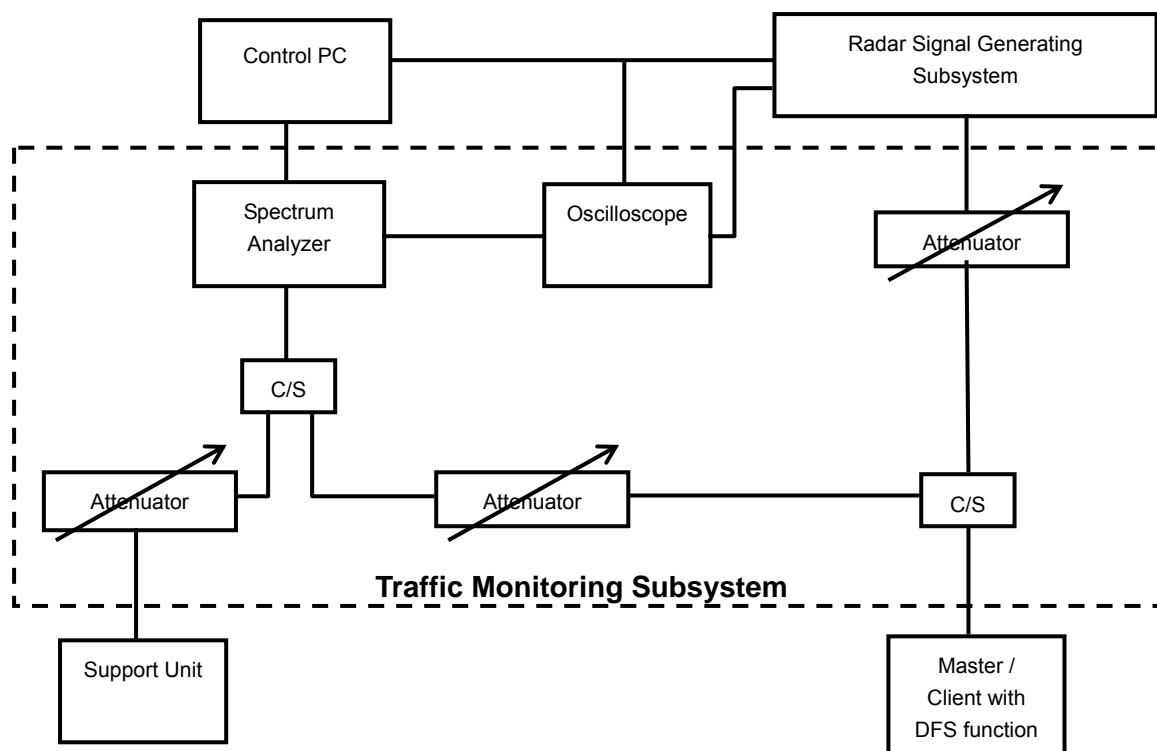 Control PC
Radar Signal Generating
Subsystem
Spectrum
Analyzer
Oscilloscope
Attenuator
C/S
Attenuator
Attenuator
C/S
Traffic Monitoring Subsystem
Support Unit
Master /
Client with
DFS function